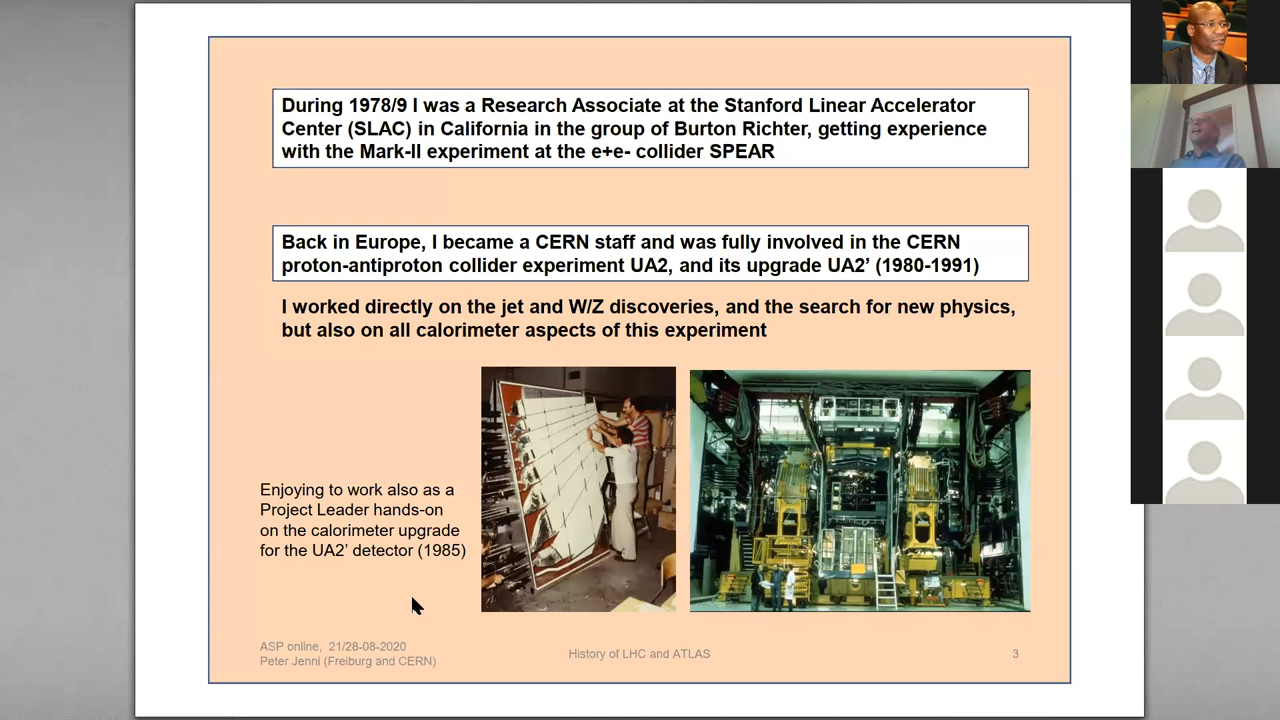 During 1978/9 I was a Research Associate at the Stanford Linear Accelerator
Center (SLAC) in California in the group of Burton Richter, getting experience
with the Mark-II experiment at the e+e- collider SPEAR
Back in Europe, I became a CERN staff and was fully involved in the CERN
proton-antiproton collider experiment UA2, and its upgrade UA2’ (1980-1991)
I worked directly on the jet and W/Z discoveries, and the search for new physics,
but also on all calorimeter aspects of this experiment
Enjoying to work also as a
Project Leader hands-on
on the calorimeter upgrade
for the UA2’ detector (1985)
ASP online, 21/28-08-2020
Peter Jenni (Freiburg and CERN)
History of LHC and ATLAS
3